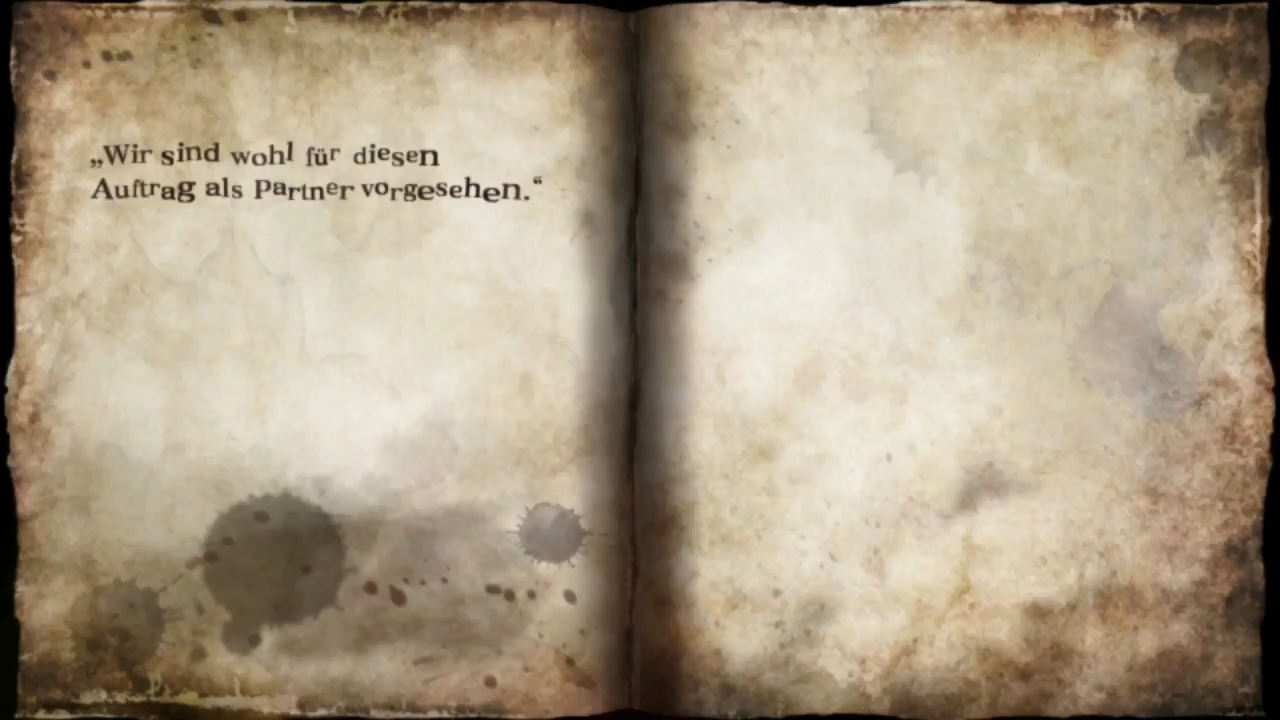 „Wir sind wohl für diesen
Auftrag als Partner vorgesehen.“